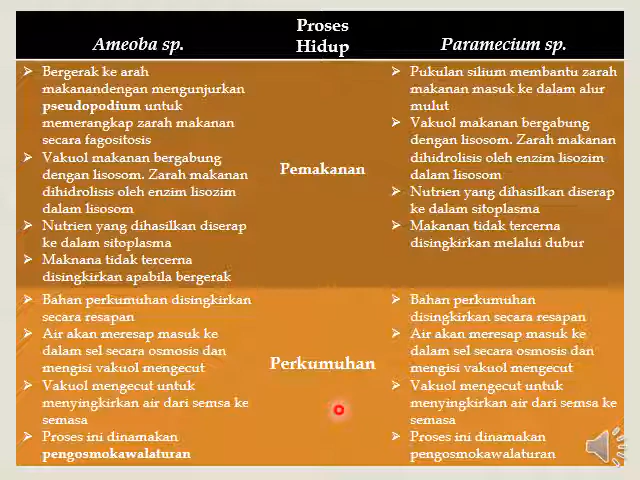 Ameoba sp.
Proses
Hidup
Paramecium sp.
Bergerak ke arah
makanandengan mengunjurkan
pseudopodium untuk
memerangkap zarah makanan
secara fagositosis
Vakuol makanan bergabung
dengan lisosom. Zarah makanan
dihidrolisis oleh enzim lisozim
dalam lisosom
Nutrien yang dihasilkan diserap
ke dalam sitoplasma
Maknana tidak tercerna
disingkirkan apabila bergerak
Pemakanan
Pukulan silium membantu zarah
makanan masuk ke dalam alur
mulut
Vakuol makanan bergabung
dengan lisosom. Zarah makanan
dihidrolisis oleh enzim lisozim
dalam lisosom
Nutrien yang dihasilkan diserap
ke dalam sitoplasma
Makanan tidak tercerna
disingkirkan melalui dubur
Bahan perkumuhan disingkirkan
secara resapan
Air akan meresap masuk ke
dalam sel secara osmosis dan
mengisi vakuol mengecut
Vakuol mengecut untuk
menyingkirkan air dari semsa ke
semasa
Proses ini dinamakan
pengosmokawalaturan
Perkumuhan
Bahan perkumuhan
disingkirkan secara resapan
Air akan meresap masuk ke
dalam sel secara osmosis dan
mengisi vakuol mengecut
Vakuol mengecut untuk
menyingkirkan air dari semsa ke
semasa
Proses ini dinamakan
pengosmokawalaturan